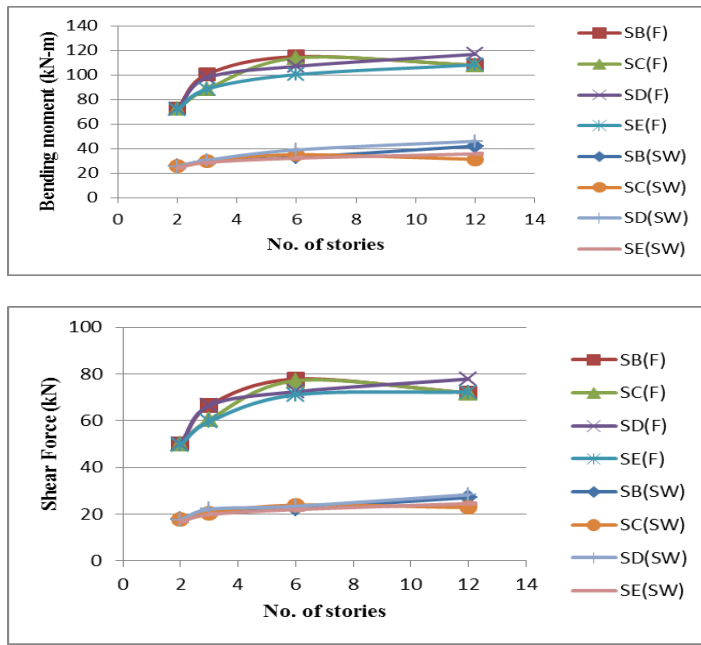 Bending moment (kN-m)
140
120
100
80
60
40
20
0
0 2 4 6 8 10 12 14
No. of stories
SB(F)
SC(F)
SD(F)
SE(F)
SB(SW)
SC(SW)
SD(SW)
SE(SW)
Shear Force (kN)
100
80
60
40
20
0
0 2 4 6 8 10 12 14
No. of stories
SB(F)
SC(F)
SD(F)
SE(F)
SB(SW)
SC(SW)
SD(SW)
SE(SW)